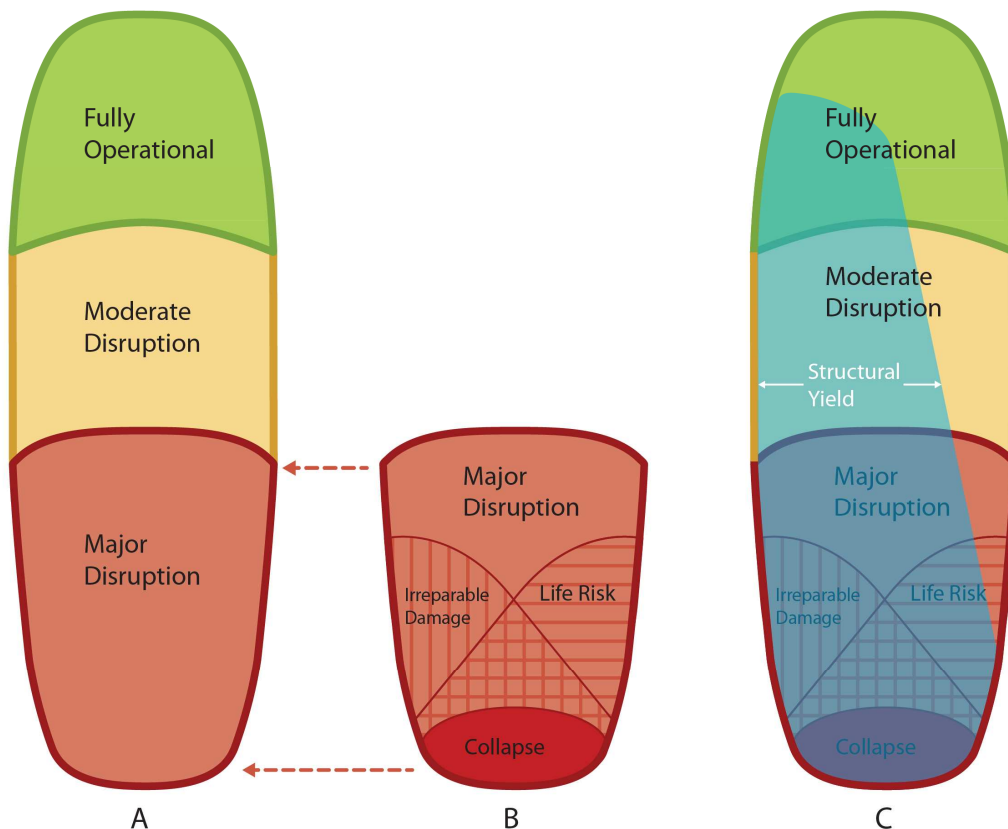 Fully
Operational
Moderate
Disruption
Major
Disruption
A
Major
Disruption
Irreparable
Damage
Life Risk
Collapse
B
Fully
Operational
Moderate
Disruption
Structural
Yield
Major
Disruption
Irreparable
Damage
Life Risk
Collapse
C